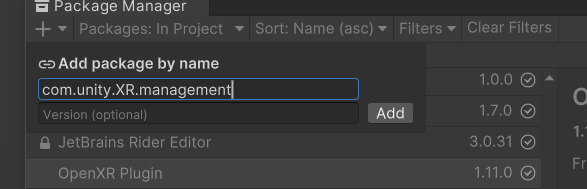 Package Manager
+ Packages: In Project Sort: Name (asc) Filters Clear Filters
Add package by name
com.unity.XR.management
1.0.0
Version (optional) Add
1.7.0
JetBrains Rider Editor 3.0.31
OpenXR Plugin 1.11.0